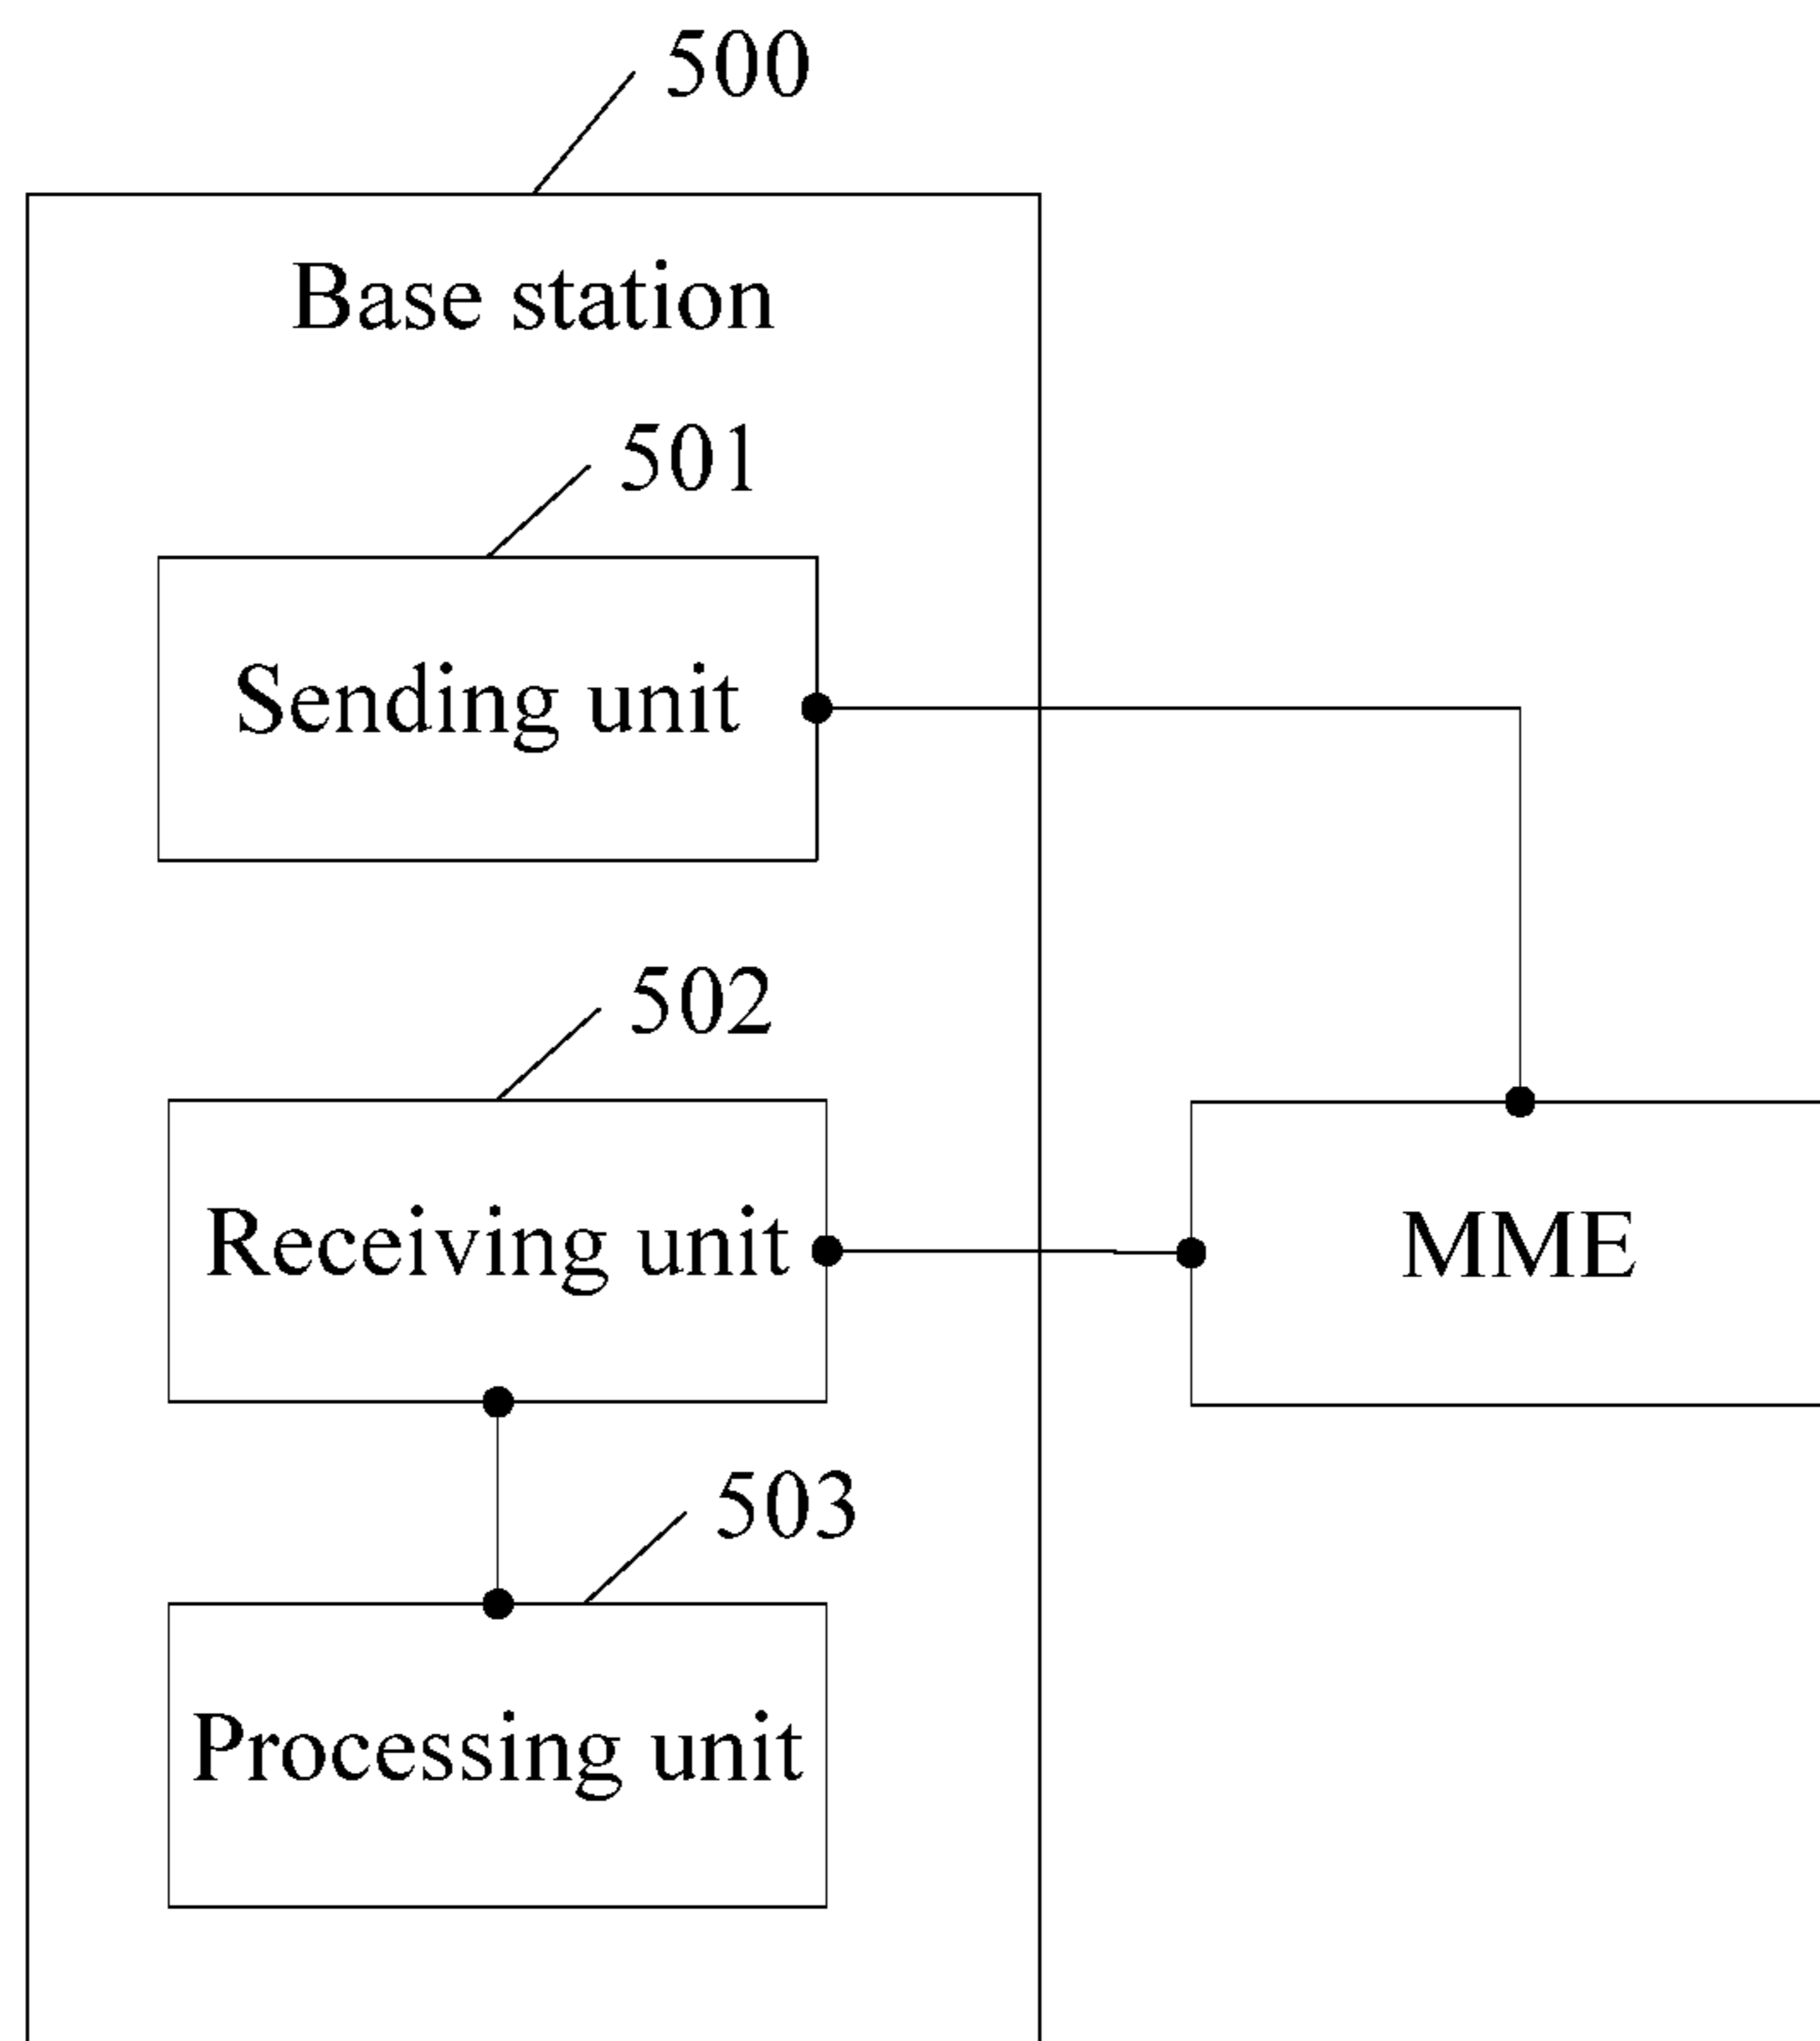 500
Base station
501
Sending unit
502
Receiving unit
MME
503
Processing unit